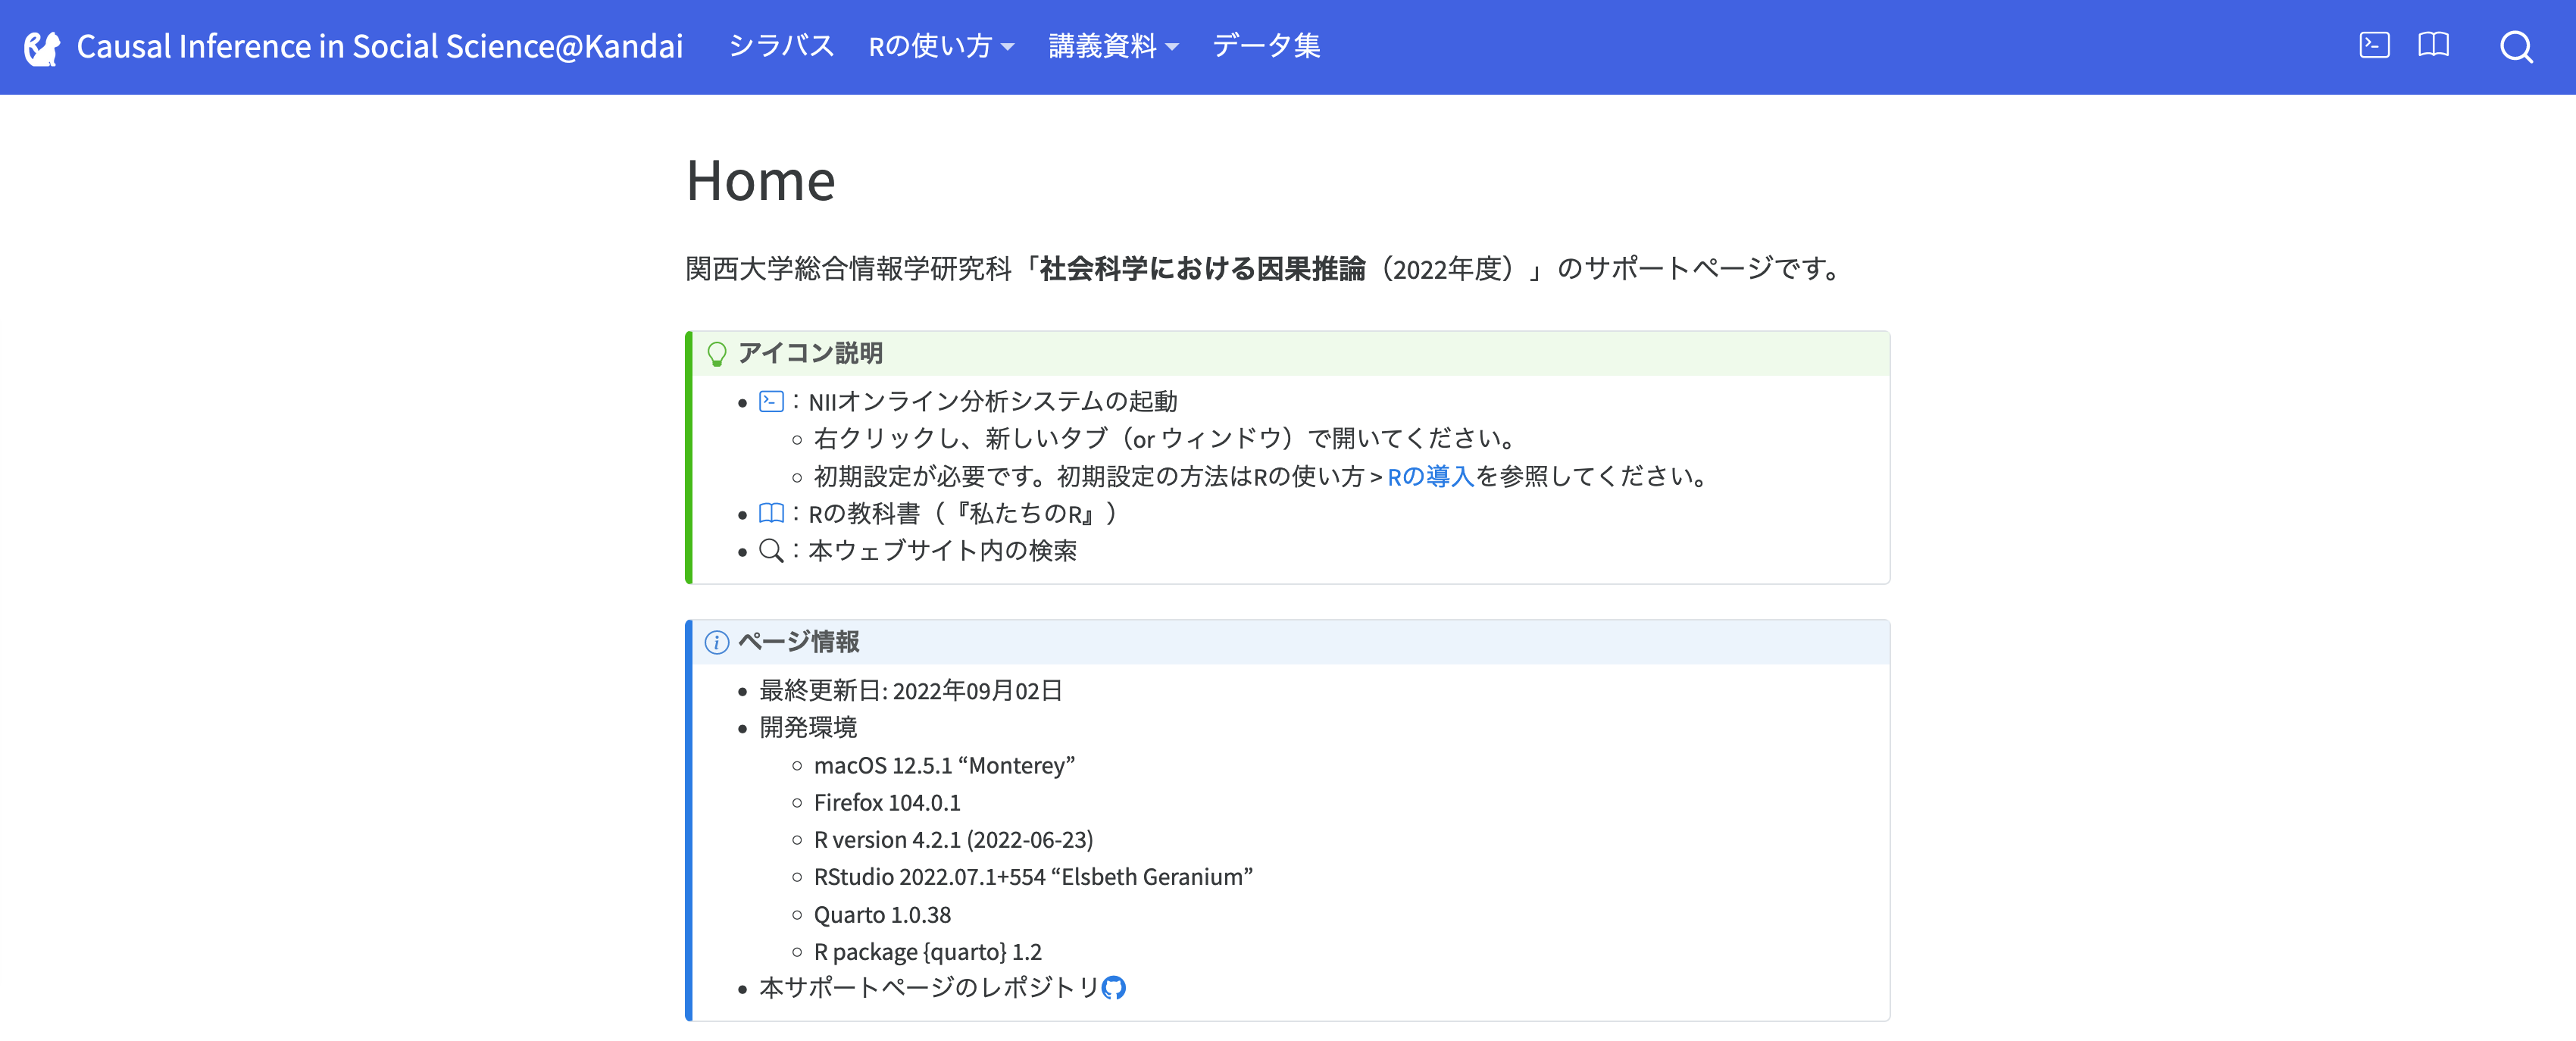 Causal Inference in Social Science@Kandai シラバス Rの使い方 講義資料 データ集
Home
関西大学総合情報学研究科「社会科学における因果推論（2022年度）」のサポートページです。
アイコン説明
：NIIオンライン分析システムの起動
右クリックし、新しいタブ（or ウィンドウ）で開いてください。
初期設定が必要です。初期設定の方法はRの使い方 > Rの導入を参照してください。
：Rの教科書（『私たちのR』）
：本ウェブサイト内の検索
ページ情報
最終更新日: 2022年09月02日
開発環境
macOS 12.5.1 “Monterey”
Firefox 104.0.1
R version 4.2.1 (2022-06-23)
RStudio 2022.07.1+554 “Elsbeth Geranium”
Quarto 1.0.38
R package {quarto} 1.2
本サポートページのレポジトリ